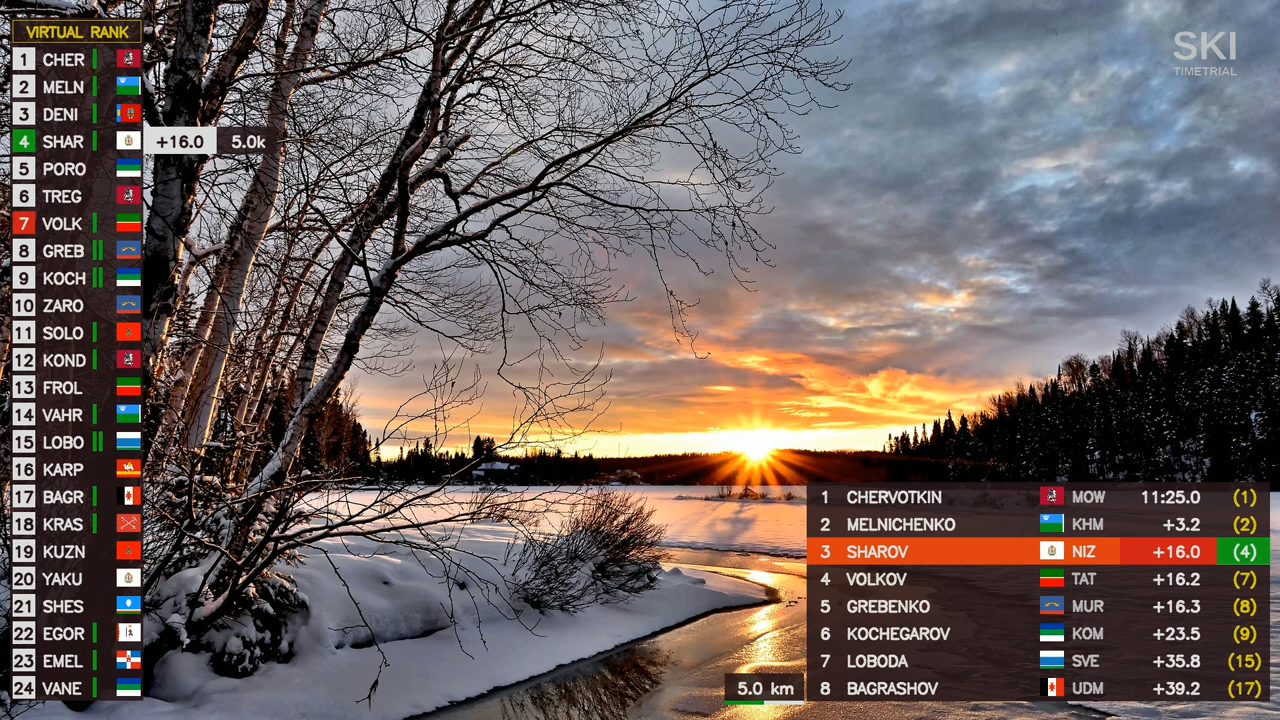 VIRTUAL RANK
1 CHER
2 MELN
3 DENI
4 SHAR +16.0 5.0k
5 PORO
6 TREG
7 VOLK
8 GREB
9 KOCH
10 ZARO
11 SOLO
12 KOND
13 FROL
14 VAHR
15 LOBO
16 KARP
17 BAGR
18 KRAS
19 KUZN
20 YAKU
21 SHES
22 EGOR
23 EMEL
24 VANE
SKI
TIMETRIAL
1 CHERVOTKIN MOW 11:25.0 (1)
2 MELNICHENKO KHM +3.2 (2)
3 SHAROV NIZ +16.0 (4)
4 VOLKOV TAT +16.2 (7)
5 GREBENKO MUR +16.3 (8)
6 KOCHEGAROV KOM +23.5 (9)
7 LOBODA SVE +35.8 (15)
8 BAGRASHOV UDM +39.2 (17)
5.0 km